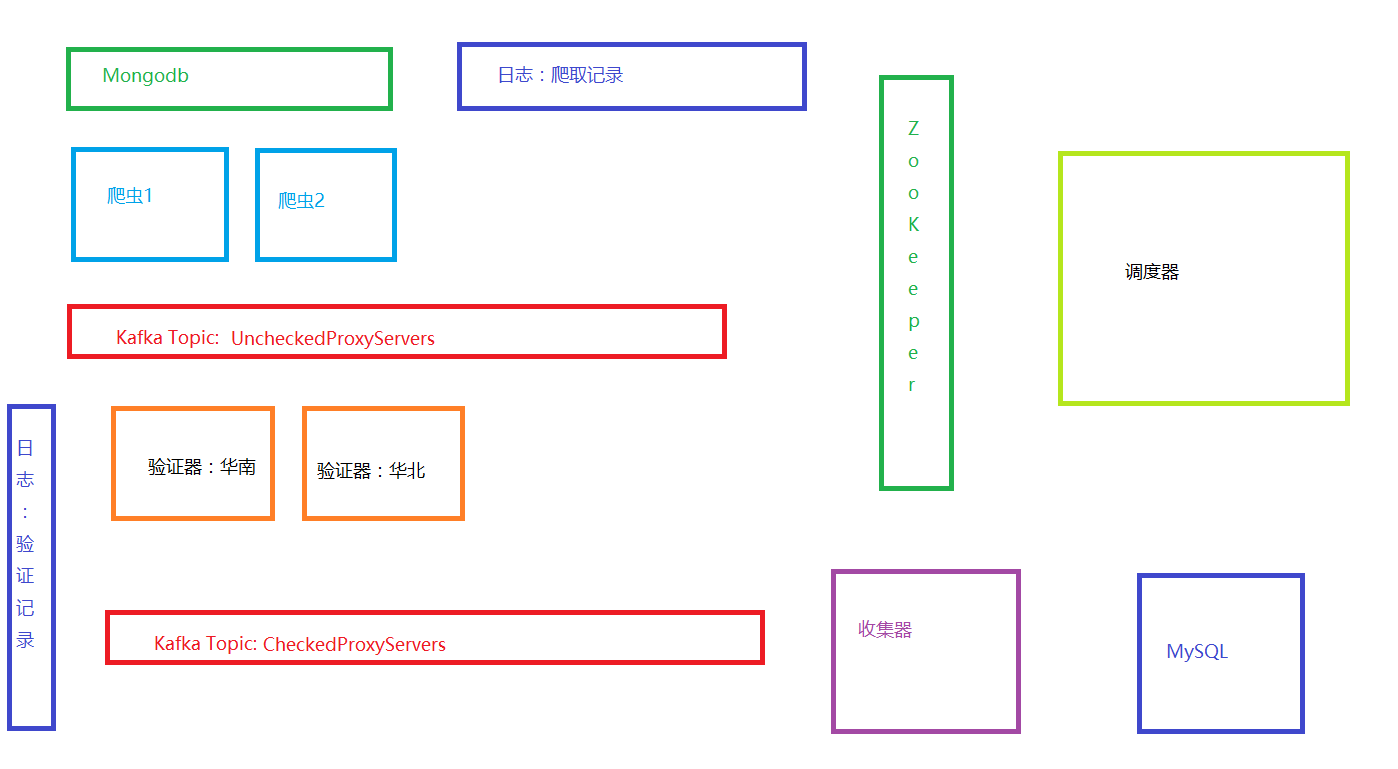 Mongodb
日志：爬取记录
ZooKeeper
爬虫1
爬虫2
调度器
Kafka Topic: UncheckedProxyServers
日志：验证记录
验证器：华南
验证器：华北
Kafka Topic: CheckedProxyServers
收集器
MySQL